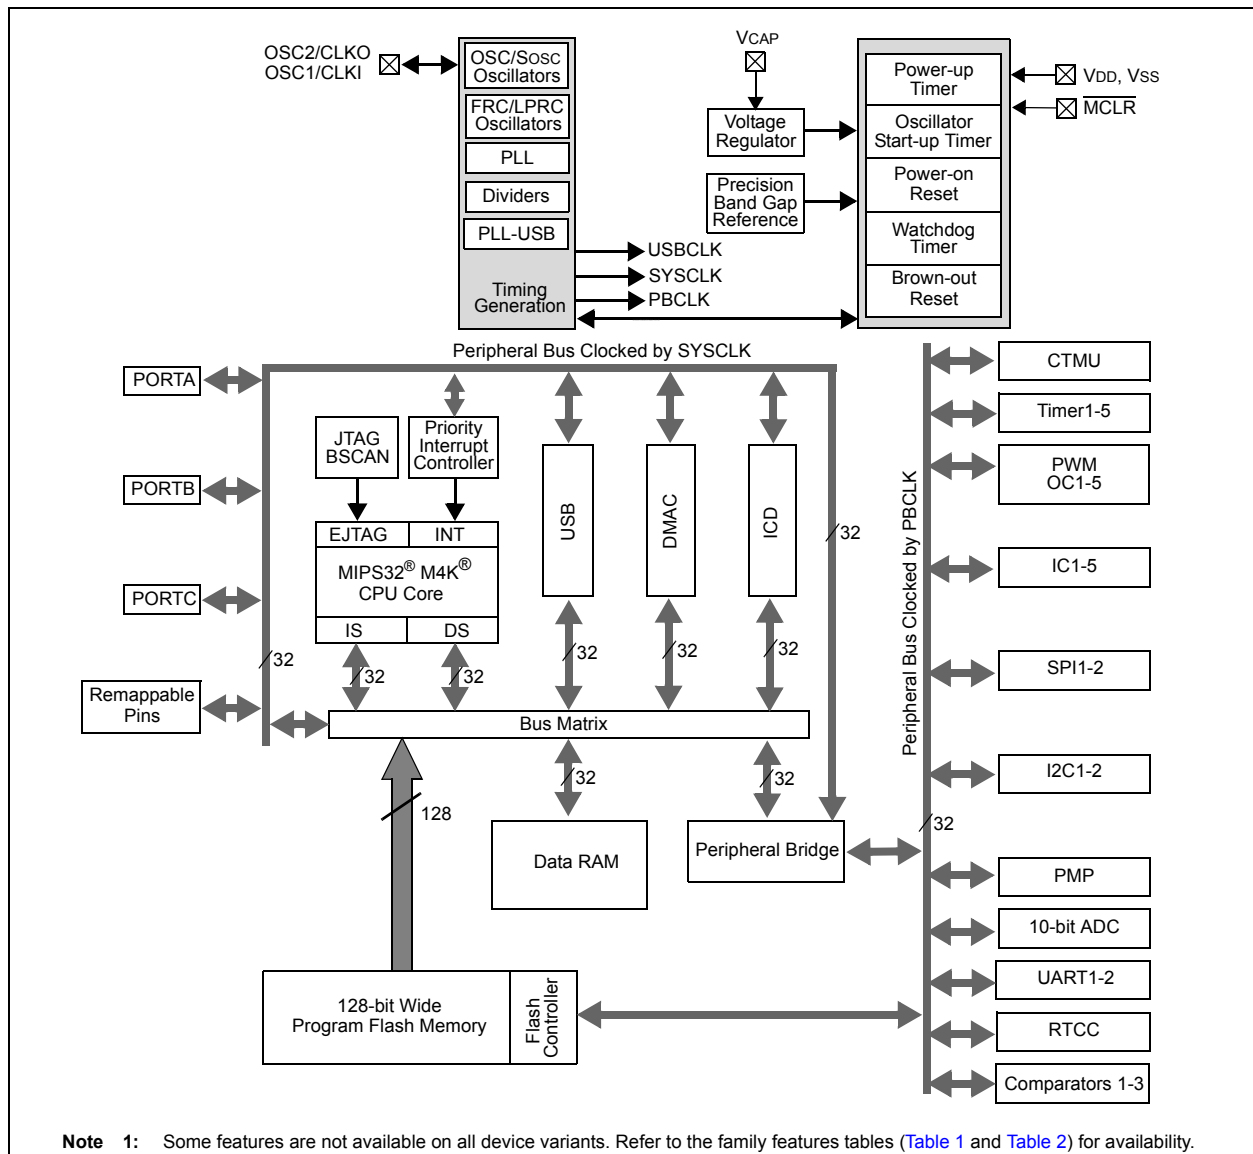 OSC2/CLKO
OSC1/CLKI
OSC/SOSC
Oscillators
FRC/LPRC
Oscillators
PLL
Dividers
PLL-USB
Timing
Generation
USBCLK
SYSCLK
PBCLK
VCAP
Voltage
Regulator
Precision
Band Gap
Reference
Power-up
Timer
Oscillator
Start-up Timer
Power-on
Reset
Watchdog
Timer
Brown-out
Reset
VDD, VSS
MCLR
Peripheral Bus Clocked by SYSCLK
PORTA
PORTB
PORTC
Remappable
Pins
32
JTAG
BSCAN
Priority
Interrupt
Controller
EJTAG
INT
MIPS32® M4K®
CPU Core
IS
DS
32
32
USB
32
DMAC
32
ICD
32
32
Bus Matrix
128
32
32
Data RAM
Peripheral Bridge
128-bit Wide
Program Flash Memory
Flash
Controller
Peripheral Bus Clocked by PBCLK
32
CTMU
Timer1-5
PWM
OC1-5
IC1-5
SPI1-2
I2C1-2
PMP
10-bit ADC
UART1-2
RTCC
Comparators 1-3
Note 1: Some features are not available on all device variants. Refer to the family features tables (Table 1 and Table 2) for availability.